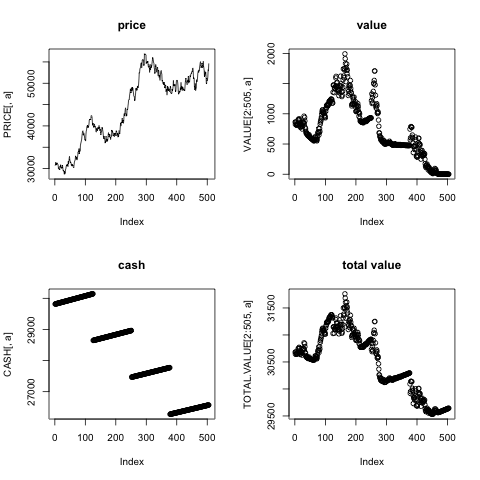 price
PRICE[, a]
30000 40000 50000
0 100 200 300 400 500
Index
value
VALUE[2:505, a]
0 500 1000 2000
0 100 200 300 400 500
Index
cash
CASH[, a]
27000 29000
0 100 200 300 400 500
Index
total value
TOTAL.VALUE[2:505, a]
29500 30500 31500
0 100 200 300 400 500
Index